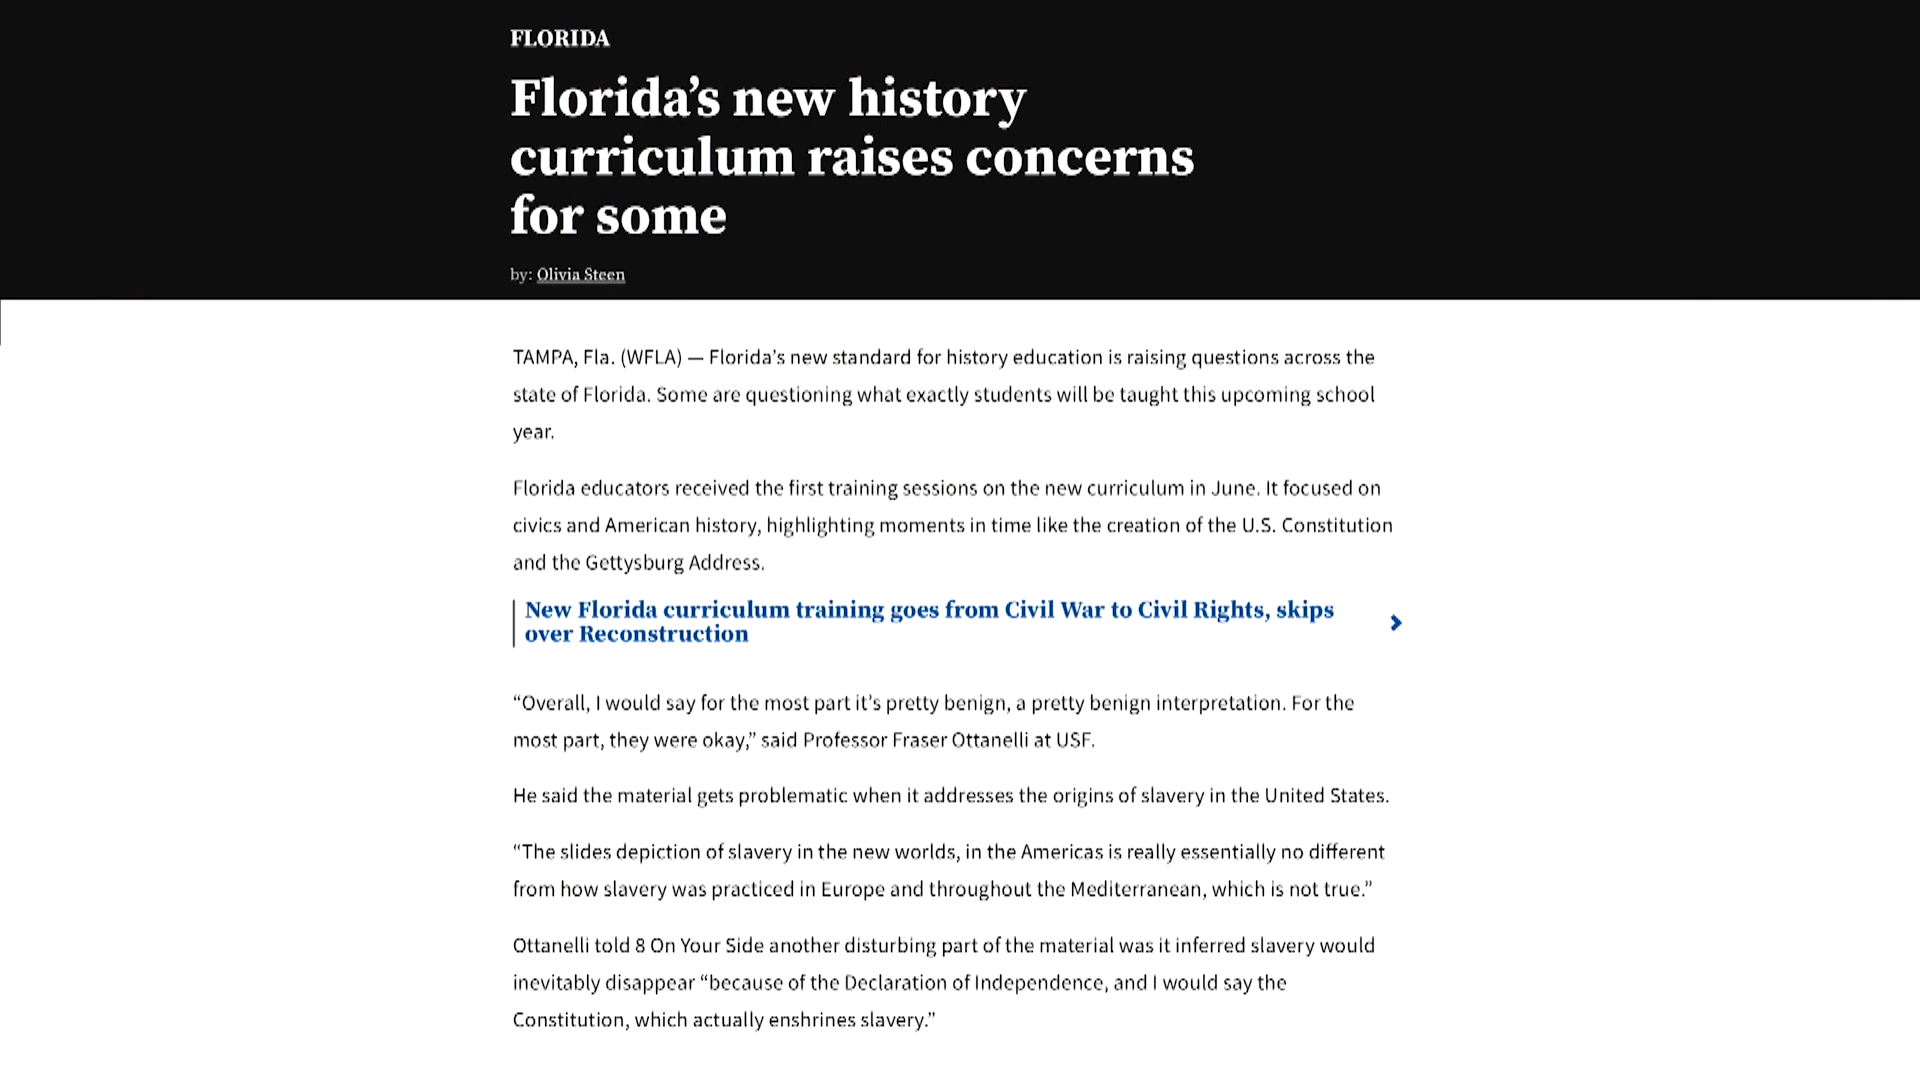 FLORIDA
Florida’s new history
curriculum raises concerns
for some
by: Olivia Steen
TAMPA, Fla. (WFLA) — Florida’s new standard for history education is raising questions across the
state of Florida. Some are questioning what exactly students will be taught this upcoming school
year.
Florida educators received the first training sessions on the new curriculum in June. It focused on
civics and American history, highlighting moments in time like the creation of the U.S. Constitution
and the Gettysburg Address.
New Florida curriculum training goes from Civil War to Civil Rights, skips
over Reconstruction
“Overall, I would say for the most part it’s pretty benign, a pretty benign interpretation. For the
most part, they were okay,” said Professor Fraser Ottanelli at USF.
He said the material gets problematic when it addresses the origins of slavery in the United States.
“The slides depiction of slavery in the new worlds, in the Americas is really essentially no different
from how slavery was practiced in Europe and throughout the Mediterranean, which is not true.”
Ottanelli told 8 On Your Side another disturbing part of the material was it inferred slavery would
inevitably disappear “because of the Declaration of Independence, and I would say the
Constitution, which actually enshrines slavery.”